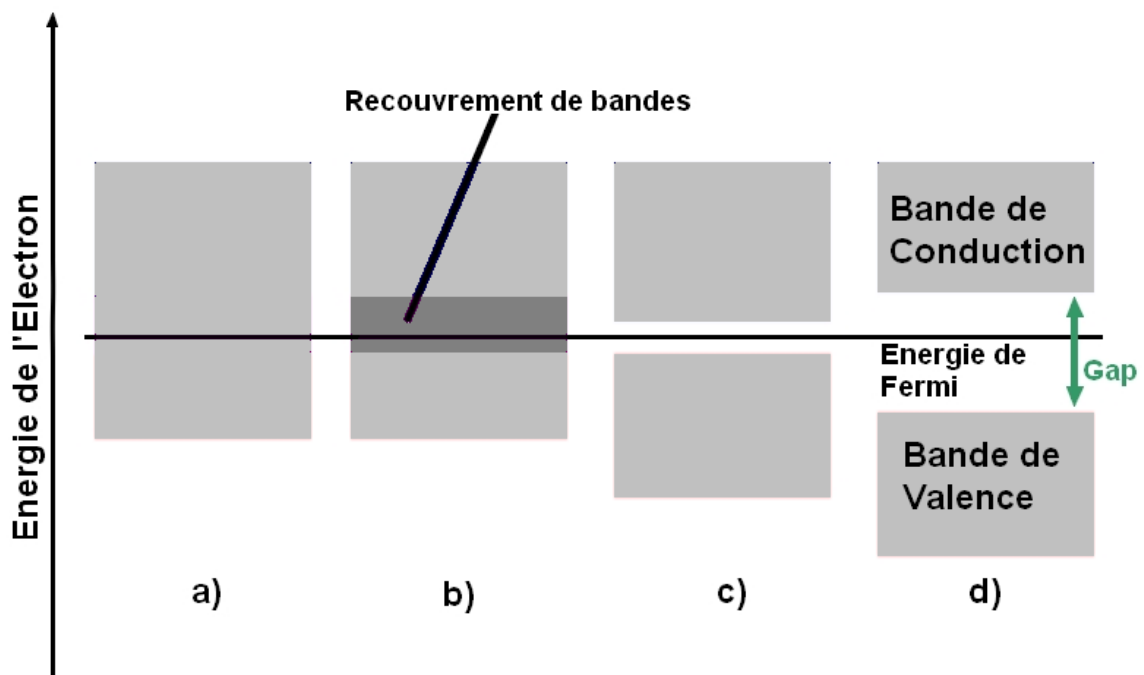 Recouvrement de bandes
Energie de l'Electron
Bande de
Conduction
Energie de
Fermi
Gap
Bande de
Valence
a)
b)
c)
d)